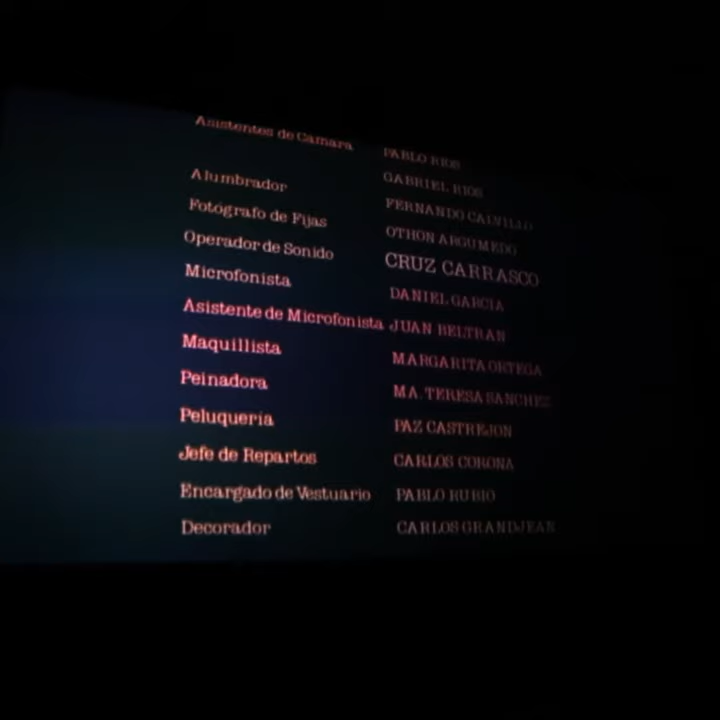 Asistentes de Camara
PABLO RIOS
Alumbrador GABRIEL RIOS
Fotógrafo de Fijas FERNANDO CALVILLO
Operador de Sonido OTHON ARGUMEDO
Microfonista CRUZ CARRASCO
Asistente de Microfonista DANIEL GARCIA
Maquillista JUAN BELTRAN
Peinadora MARGARITA ORTEGA
Peluquería MA. TERESA SANCHEZ
Jefe de Repartos PAZ CASTREJON
Encargado de Vestuario CARLOS CORONA
Decorador PABLO RUBIO
CARLOS GRANDJEAN